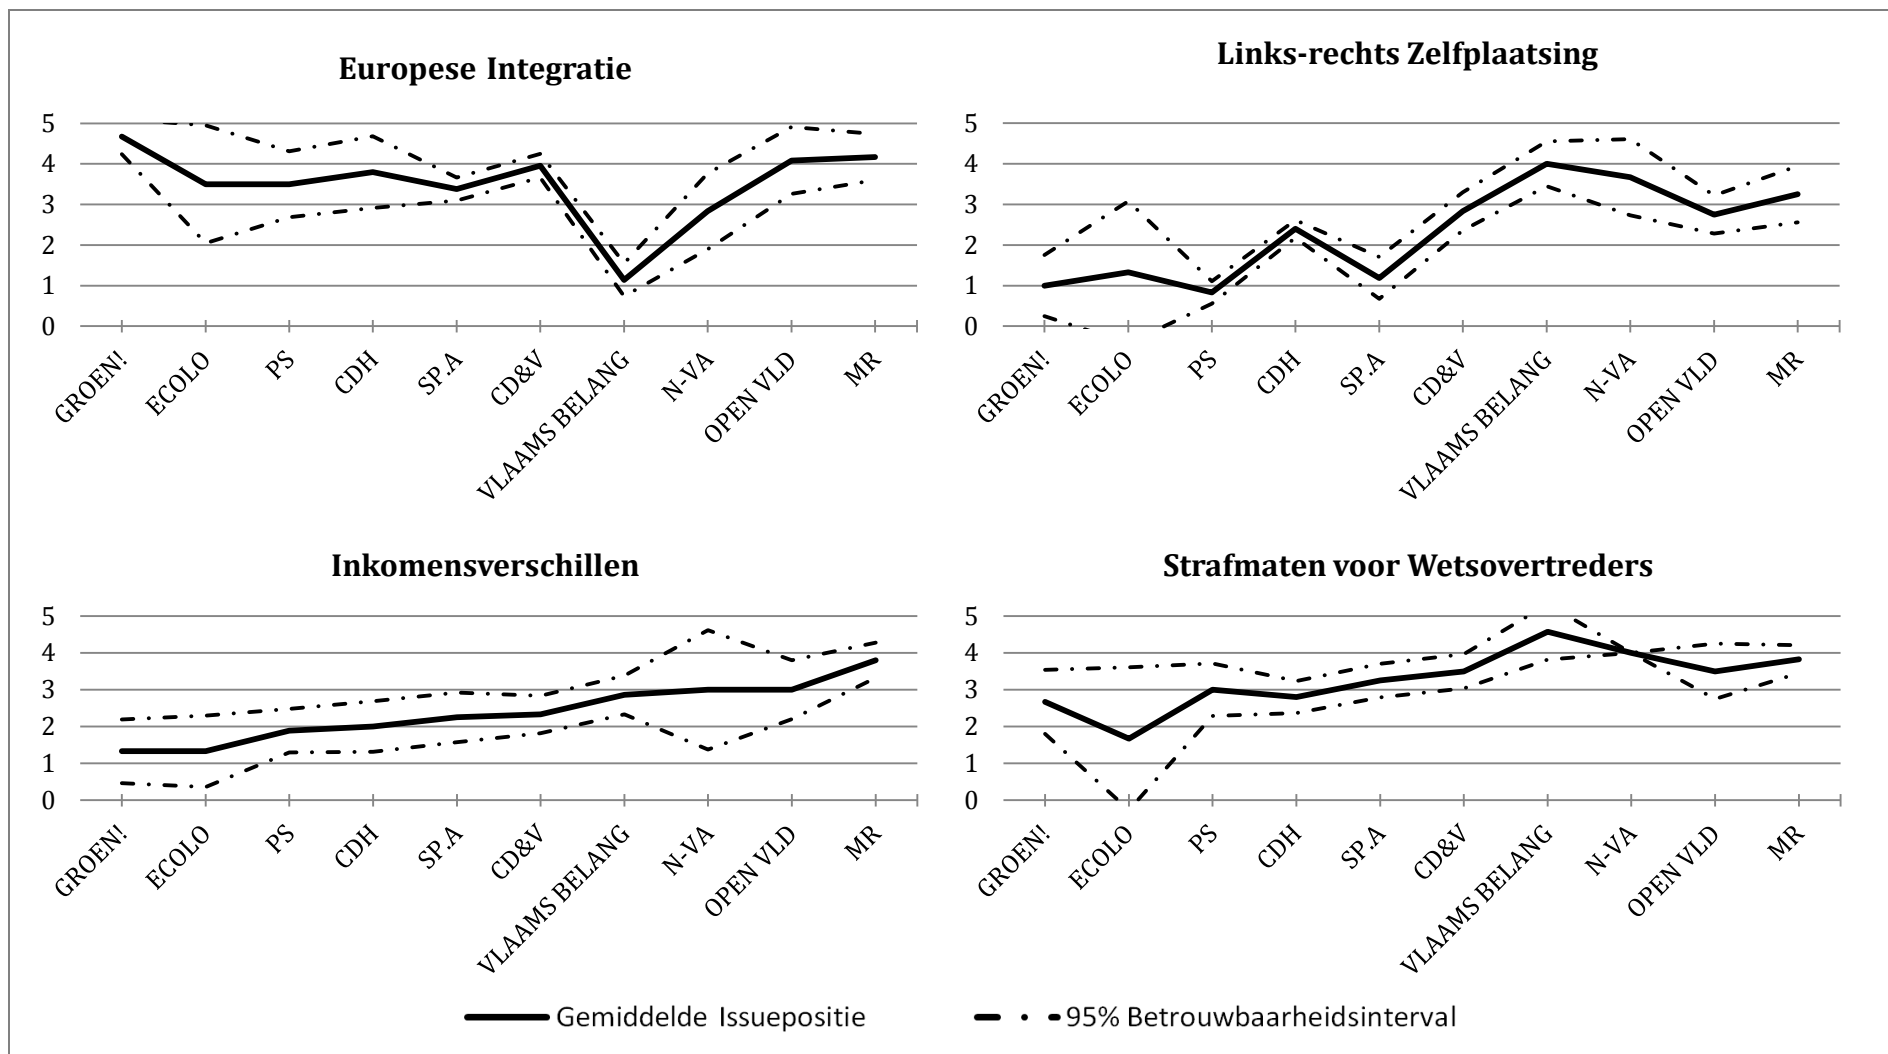 Europese Integratie
5
4
3
2
1
0
GROEN!
ECOLO
PS
CDH
SP.A
CD&V
VLAAMS BELANG
N-VA
OPEN VLD
MR
Links-rechts Zelfplaatsing
5
4
3
2
1
0
GROEN!
ECOLO
PS
CDH
SP.A
CD&V
VLAAMS BELANG
N-VA
OPEN VLD
MR
Inkomensverschillen
5
4
3
2
1
0
GROEN!
ECOLO
PS
CDH
SP.A
CD&V
VLAAMS BELANG
N-VA
OPEN VLD
MR
Strafmaten voor Wetsovertreders
5
4
3
2
1
0
GROEN!
ECOLO
PS
CDH
SP.A
CD&V
VLAAMS BELANG
N-VA
OPEN VLD
MR
Gemiddelde Issuepositie
95% Betrouwbaarheidsinterval